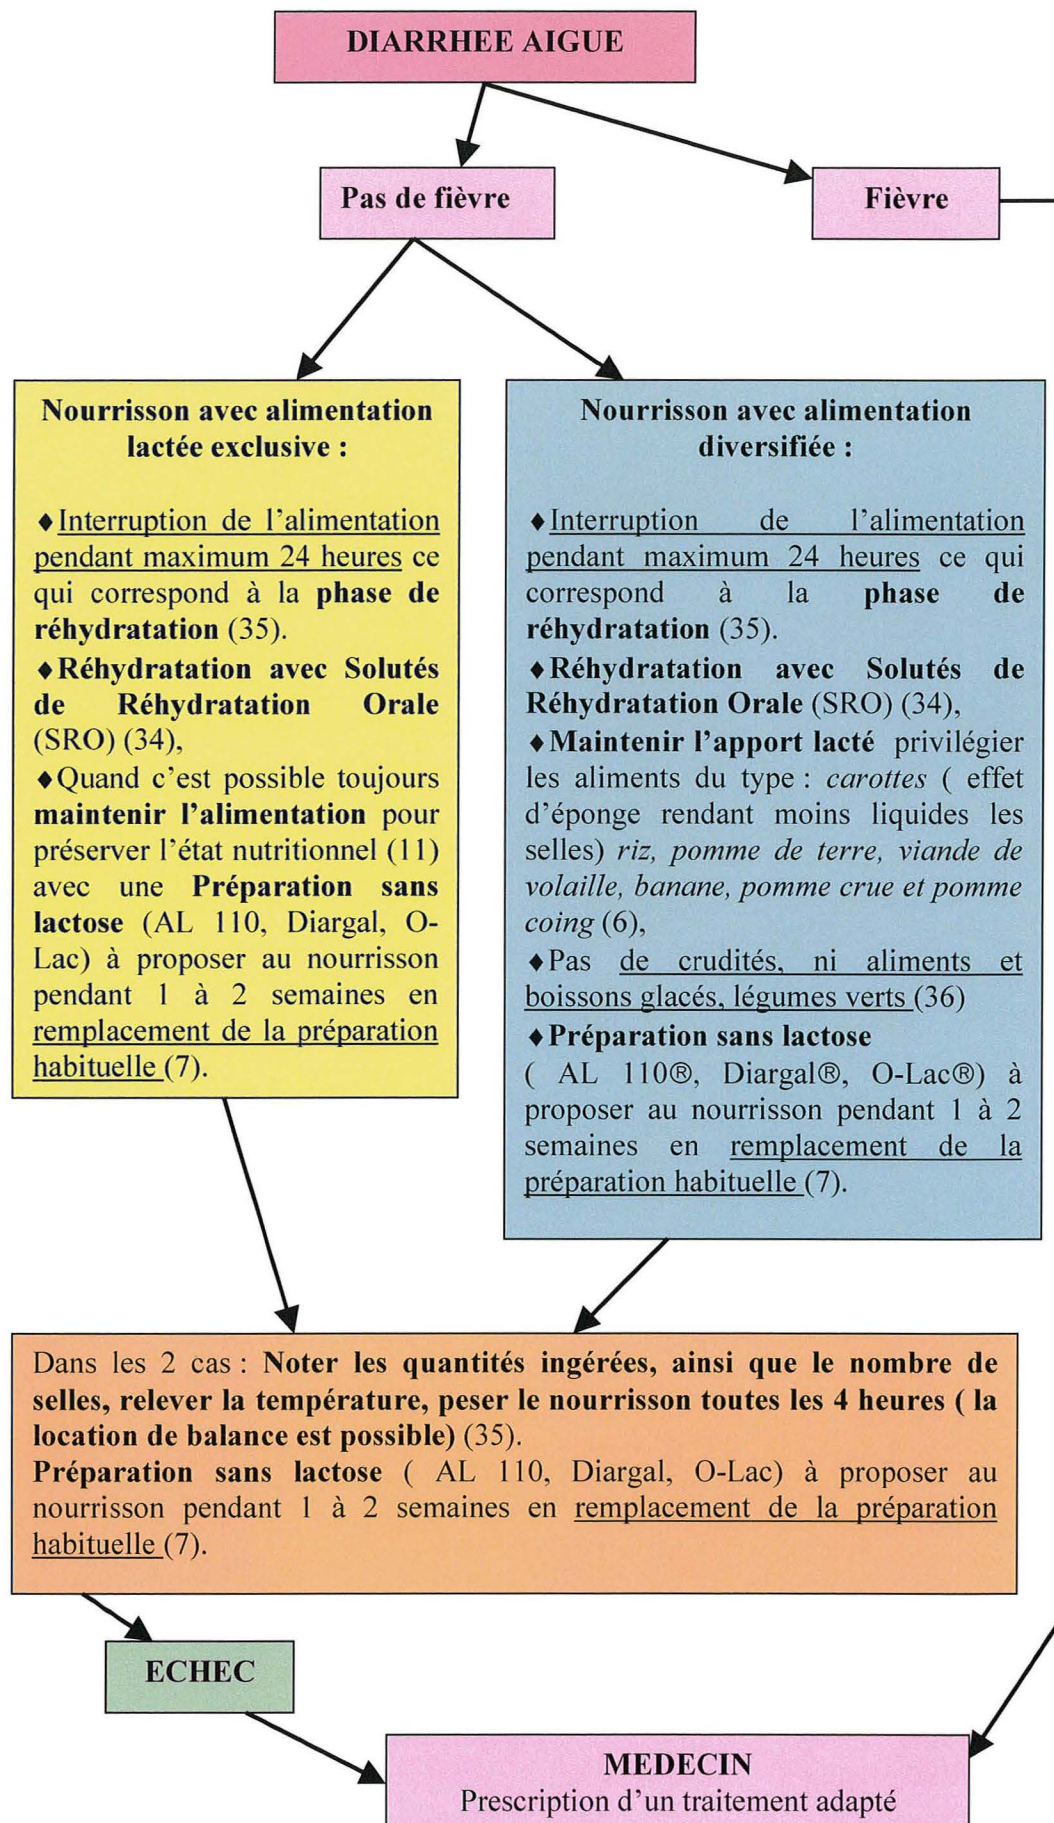 DIARRHEE AIGUE
Pas de fièvre
Fièvre
Nourrisson avec alimentation
lactée exclusive :
♦Interruption de l'alimentation
pendant maximum 24 heures ce
qui correspond à la phase de
réhydratation (35).
♦Réhydratation avec Solutés
de Réhydratation Orale
(SRO) (34),
♦Quand c'est possible toujours
maintenir l'alimentation pour
préserver l'état nutritionnel (11)
avec une Préparation sans
lactose (AL 110, Diargal, O-
Lac) à proposer au nourrisson
pendant 1 à 2 semaines en
remplacement de la préparation
habituelle (7).
Nourrisson avec alimentation
diversifiée :
♦Interruption de l'alimentation
pendant maximum 24 heures ce qui
correspond à la phase de
réhydratation (35).
♦Réhydratation avec Solutés de
Réhydratation Orale (SRO) (34),
♦Maintenir l'apport lacté privilégier
les aliments du type : carottes ( effet
d'éponge rendant moins liquides les
selles) riz, pomme de terre, viande de
volaille, banane, pomme crue et pomme
coing (6),
♦Pas de crudités, ni aliments et
boissons glacés, légumes verts (36)
♦Préparation sans lactose
( AL 110®, Diargal®, O-Lac®) à
proposer au nourrisson pendant 1 à 2
semaines en remplacement de la
préparation habituelle (7).
Dans les 2 cas : Noter les quantités ingérées, ainsi que le nombre de
selles, relever la température, peser le nourrisson toutes les 4 heures ( la
location de balance est possible) (35).
Préparation sans lactose ( AL 110, Diargal, O-Lac) à proposer au
nourrisson pendant 1 à 2 semaines en remplacement de la préparation
habituelle (7).
ECHEC
MEDECIN
Prescription d'un traitement adapté